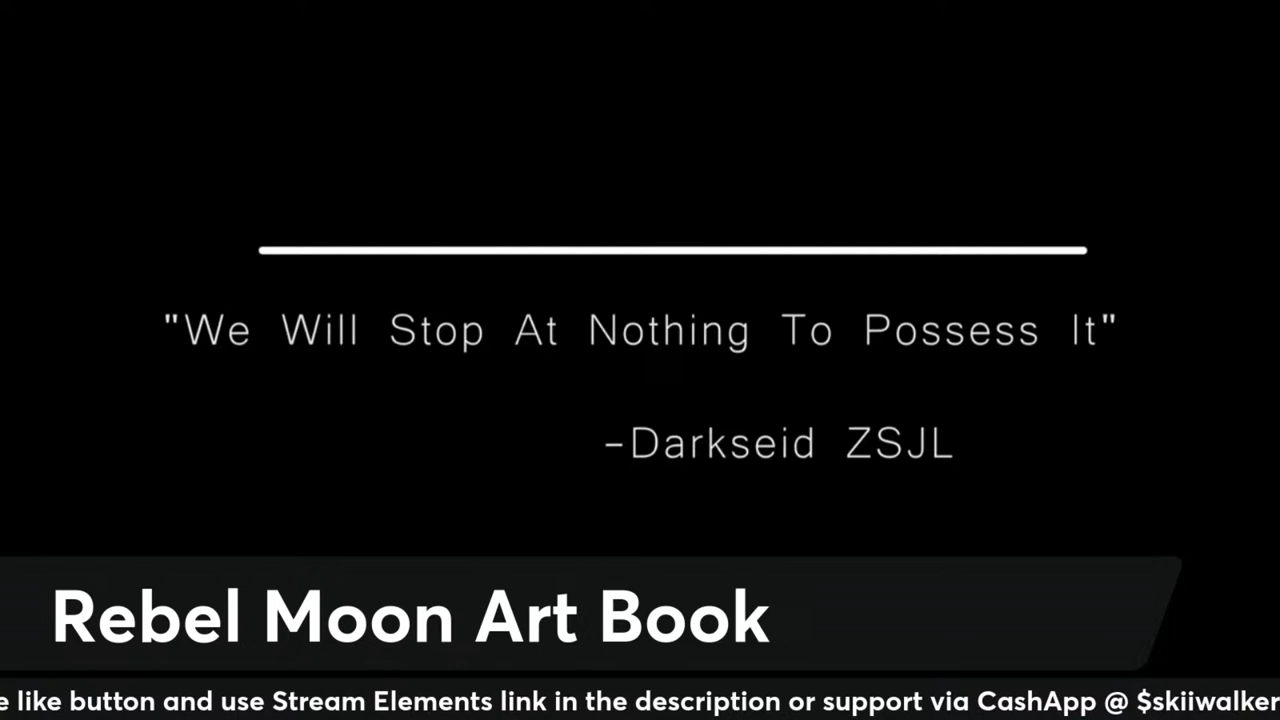 "We Will Stop At Nothing To Possess It"
-Darkseid ZSJL
Rebel Moon Art Book
like button and use Stream Elements link in the description or support via CashApp @ $skiiwalker